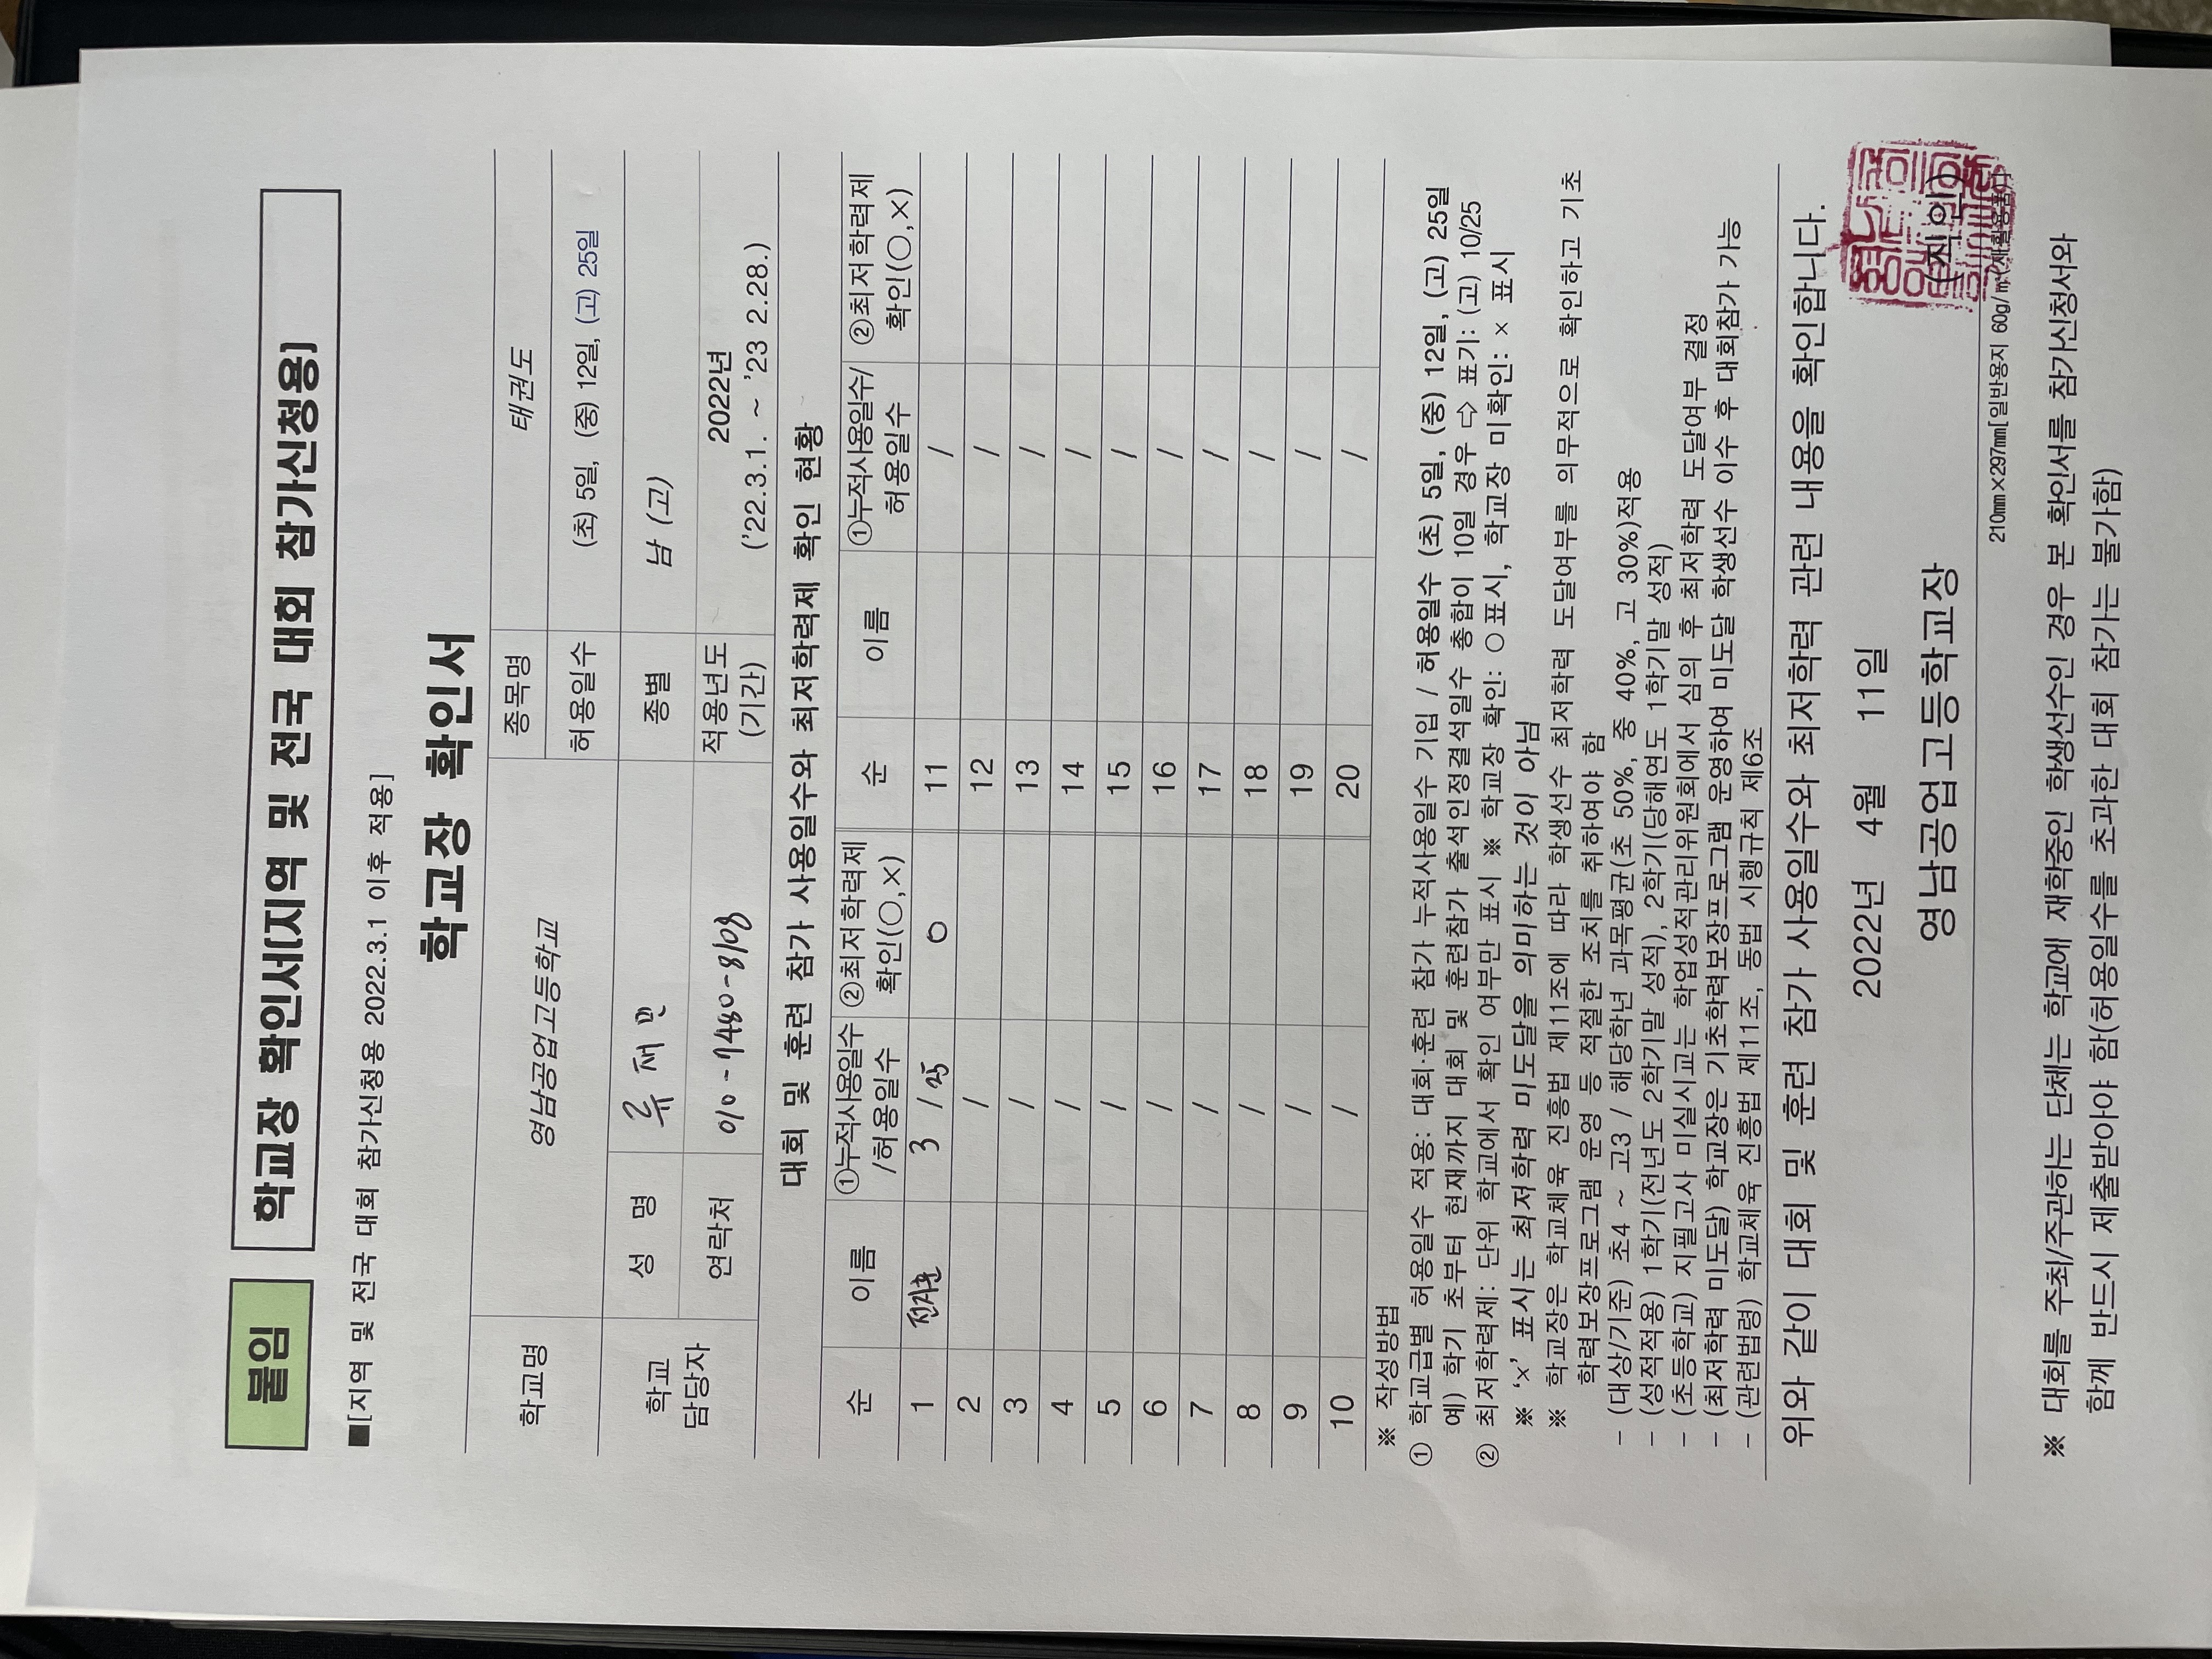 붙임 학교장 확인서[지역 및 전국 대회 참가신청용]
■[지역 및 전국 대회 참가신청용 2022.3.1 이후 적용]
학교장 확인서
학교명 영남공업고등학교 종목명 태권도
허용일수 (초) 5일, (중) 12일, (고) 25일
학교 담당자 성 명 류재민 종별 남 (고)
연락처 010-7480-8108 적용년도 (기간) 2022년 ('22.3.1. ~ '23 2.28.)
대회 및 훈련 참가 사용일수와 최저학력제 확인 현황
순 이름 ①누적사용일수/허용일수 ②최저학력제 확인(○,×) 순 이름 ①누적사용일수/허용일수 ②최저학력제 확인(○,×)
1 3 / 25 ○ 11 /
2 / 12 /
3 / 13 /
4 / 14 /
5 / 15 /
6 / 16 /
7 / 17 /
8 / 18 /
9 / 19 /
10 / 20 /
※ 작성방법
① 학교급별 허용일수 적용: 대회·훈련 참가 누적사용일수 기입 / 허용일수 (초) 5일, (중) 12일, (고) 25일
예) 학기 초부터 현재까지 대회 및 훈련참가 출석인정결석일수 총합이 10일 경우 ⇨ 표기: (고) 10/25
② 최저학력제: 단위 학교에서 확인 여부만 표시 ※ 학교장 확인: ○ 표시, 학교장 미확인: × 표시
※ '×' 표시는 최저학력 미도달을 의미하는 것이 아님
※ 학교장은 학교체육 진흥법 제11조에 따라 학생선수 최저학력 도달여부를 의무적으로 확인하고 기초
학력보장프로그램 운영 등 적절한 조치를 취하여야 함
- (대상/기준) 초4 ~ 고3 / 해당학년 과목평균(초 50%, 중 40%, 고 30%)적용
- (성적적용) 1학기(전년도 2학기말 성적), 2학기(당해연도 1학기말 성적)
- (초등학교) 지필고사 미실시교는 학업성적관리위원회에서 심의 후 최저학력 도달여부 결정
- (최저학력 미도달) 학교장은 기초학력보장프로그램 운영하여 미도달 학생선수 이수 후 대회참가 가능
- (관련법령) 학교체육 진흥법 제11조, 동법 시행규칙 제6조
위와 같이 대회 및 훈련 참가 사용일수와 최저학력 관련 내용을 확인합니다.
2022년 4월 11일
영남공업고등학교장 (직인)
210mm×297mm[일반용지 60g/㎡(재활용품)]
※ 대회를 주최/주관하는 단체는 학교에 재학중인 학생선수인 경우 본 확인서를 참가신청서와
함께 반드시 제출받아야 함(허용일수를 초과한 대회 참가는 불가함)